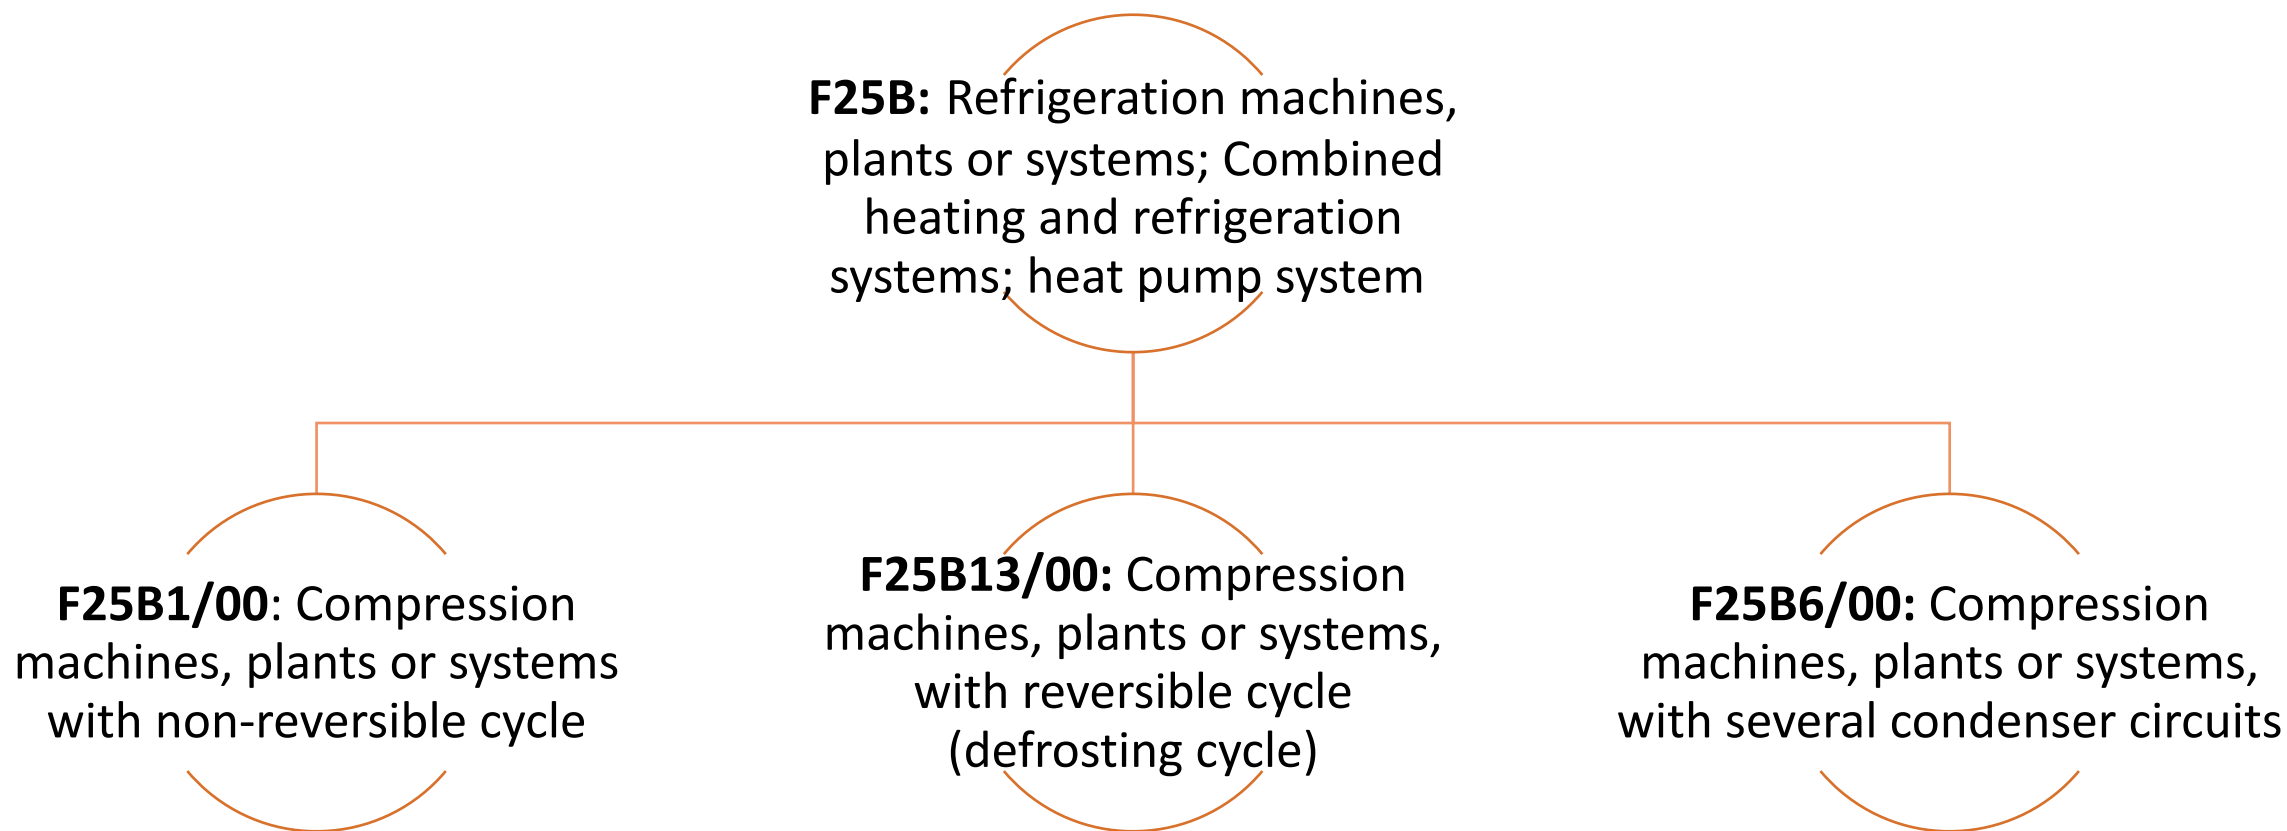 F25B: Refrigeration machines,
plants or systems; Combined
heating and refrigeration
systems; heat pump system
F25B1/00: Compression
machines, plants or systems
with non-reversible cycle
F25B13/00: Compression
machines, plants or systems,
with reversible cycle
(defrosting cycle)
F25B6/00: Compression
machines, plants or systems,
with several condenser circuits